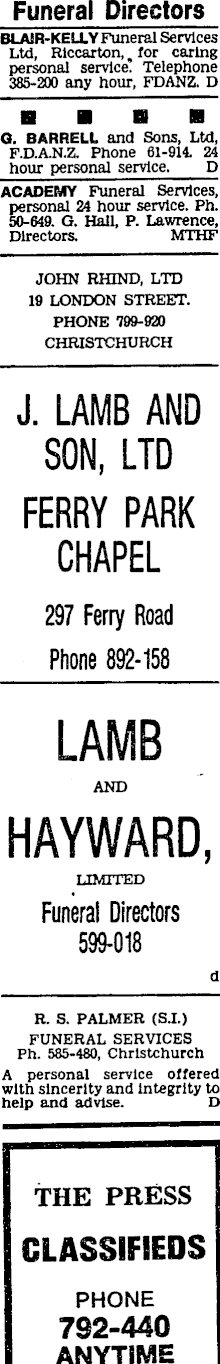 Funeral Directors
BLAIR-KELLY Funeral Services
Ltd, Riccarton, for caring
personal service. Telephone
385-200 any hour, FDANZ. D
G. BARRELL and Sons, Ltd,
F.D.A.N.Z. Phone 61-914. 24
hour personal service. D
ACADEMY Funeral Services,
personal 24 hour service. Ph.
50-649. G. Hall, P. Lawrence,
Directors. MTHF
JOHN RHIND, LTD
19 LONDON STREET.
PHONE 799-920
CHRISTCHURCH
J. LAMB AND
SON, LTD
FERRY PARK
CHAPEL
297 Ferry Road
Phone 892-158
LAMB
AND
HAYWARD,
LIMITED
Funeral Directors
599-018
d
R. S. PALMER (S.I.)
FUNERAL SERVICES
Ph. 585-480, Christchurch
A personal service offered
with sincerity and integrity to
help and advise. D
THE PRESS
CLASSIFIEDS
PHONE
792-440
ANYTIME